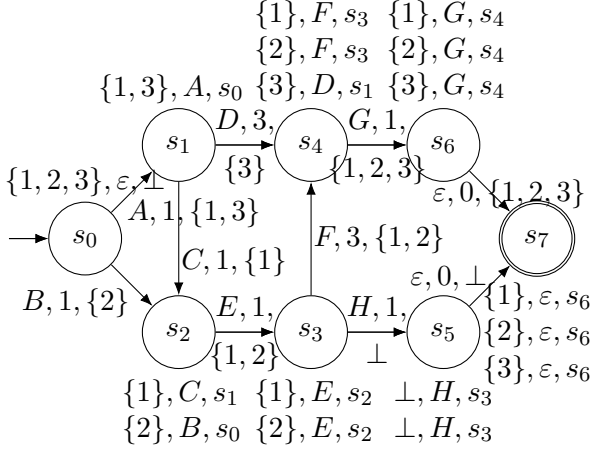 {1}, F, s₃ {1}, G, s₄
{2}, F, s₃ {2}, G, s₄
{1, 3}, A, s₀ {3}, D, s₁ {3}, G, s₄
D, 3, G, 1,
s₁ s₄ s₆
{3} {1, 2, 3}
{1, 2, 3}, ε, ⊥ ε, 0, {1, 2, 3}
A, 1, {1, 3}
s₀ F, 3, {1, 2} s₇
C, 1, {1} ε, 0, ⊥
B, 1, {2} E, 1, H, 1, {1}, ε, s₆
s₂ s₃ s₅ {2}, ε, s₆
{1, 2} ⊥ {3}, ε, s₆
{1}, C, s₁ {1}, E, s₂ ⊥, H, s₃
{2}, B, s₀ {2}, E, s₂ ⊥, H, s₃